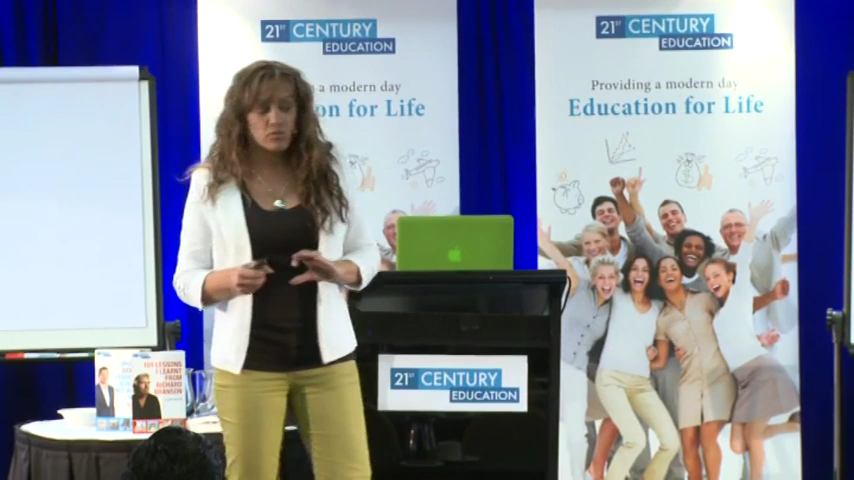 21ST CENTURY
EDUCATION
a modern day
on for Life
21ST CENTURY
EDUCATION
Providing a modern day
Education for Life
21ST CENTURY
EDUCATION
101 LESSONS
I LEARNT
FROM
RICHARD
BRANSON